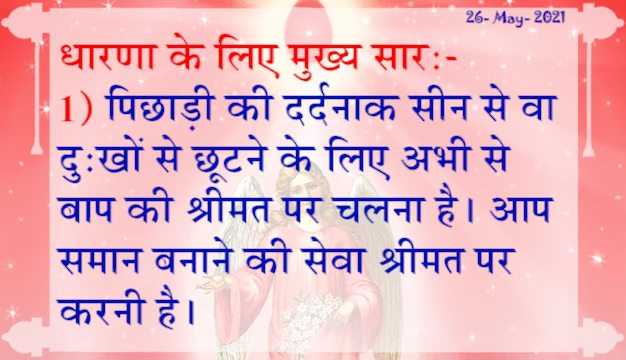 26- May- 2021
धारणा के लिए मुख्य सार:-
1) पिछाड़ी की दर्दनाक सीन से वा
दु:खों से छूटने के लिए अभी से
बाप की श्रीमत पर चलना है। आप
समान बनाने की सेवा श्रीमत पर
करनी है।